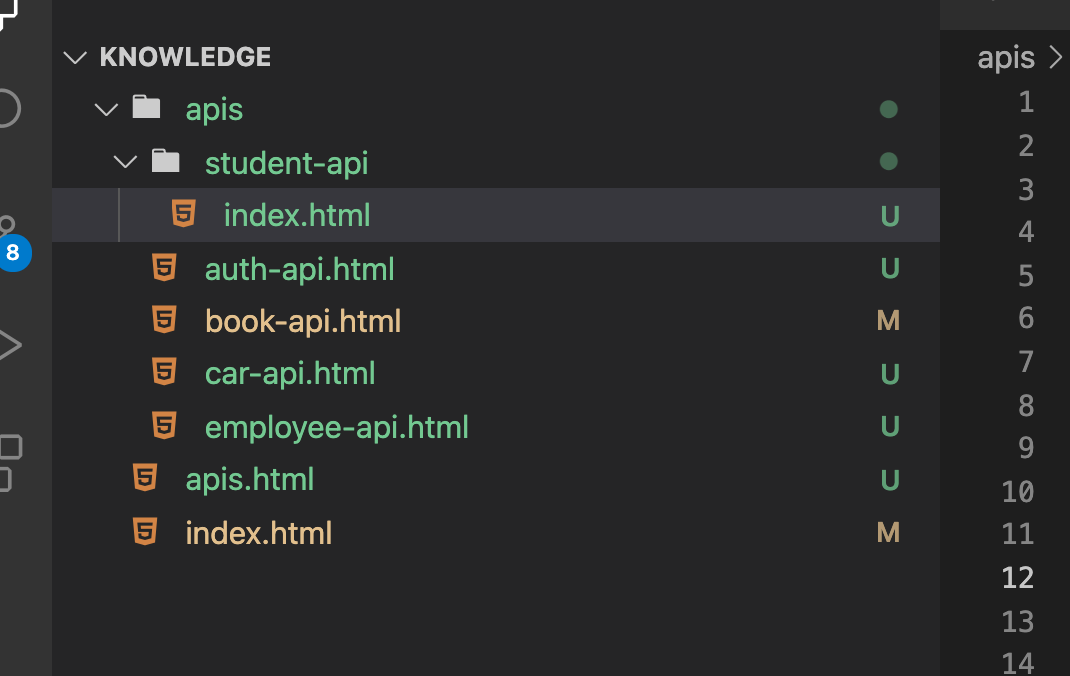 KNOWLEDGE
apis
student-api
index.html U
auth-api.html U
book-api.html M
car-api.html U
employee-api.html U
apis.html U
index.html M
8
apis >
1
2
3
4
5
6
7
8
9
10
11
12
13
14